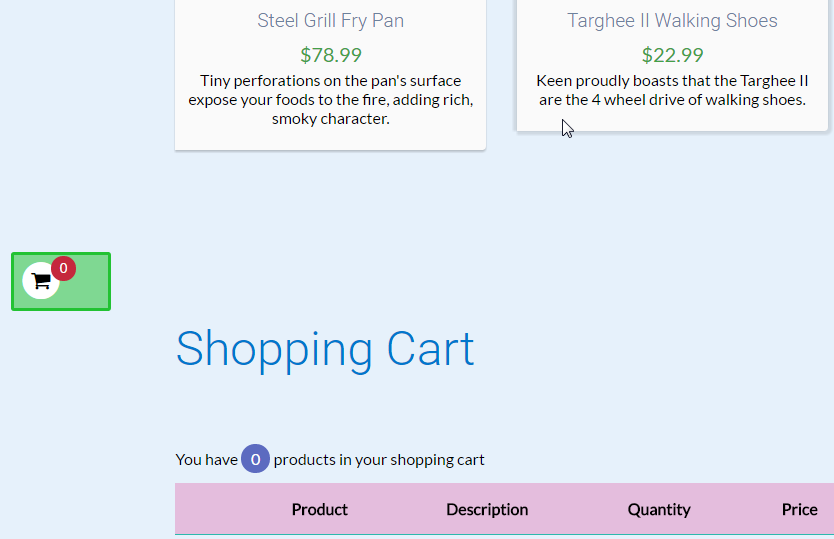 Steel Grill Fry Pan
$78.99
Tiny perforations on the pan's surface
expose your foods to the fire, adding rich,
smoky character.
Targhee II Walking Shoes
$22.99
Keen proudly boasts that the Targhee II
are the 4 wheel drive of walking shoes.
0
Shopping Cart
You have 0 products in your shopping cart
Product Description Quantity Price